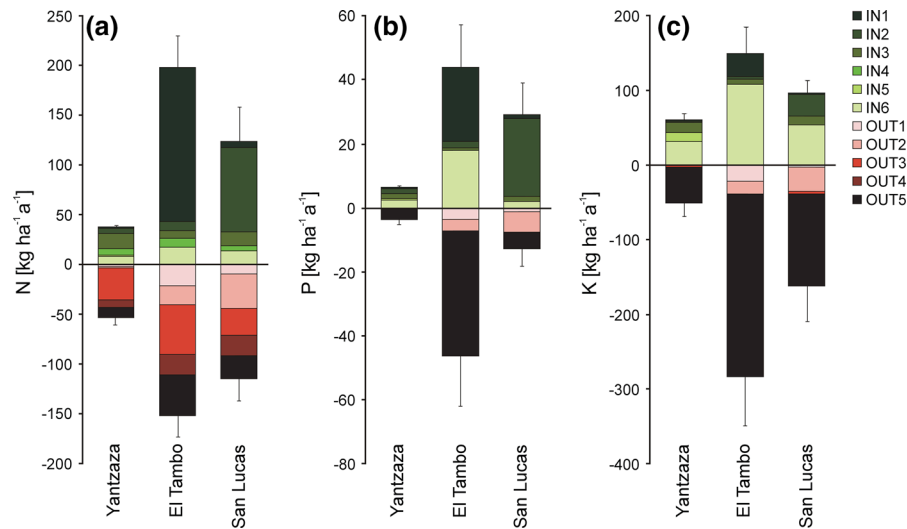 (a)
N [kg ha⁻¹ a⁻¹]
250
200
150
100
50
0
-50
-100
-150
-200
Yantzaza
El Tambo
San Lucas
(b)
P [kg ha⁻¹ a⁻¹]
60
40
20
0
-20
-40
-60
-80
Yantzaza
El Tambo
San Lucas
(c)
K [kg ha⁻¹ a⁻¹]
200
100
0
-100
-200
-300
-400
Yantzaza
El Tambo
San Lucas
IN1
IN2
IN3
IN4
IN5
IN6
OUT1
OUT2
OUT3
OUT4
OUT5